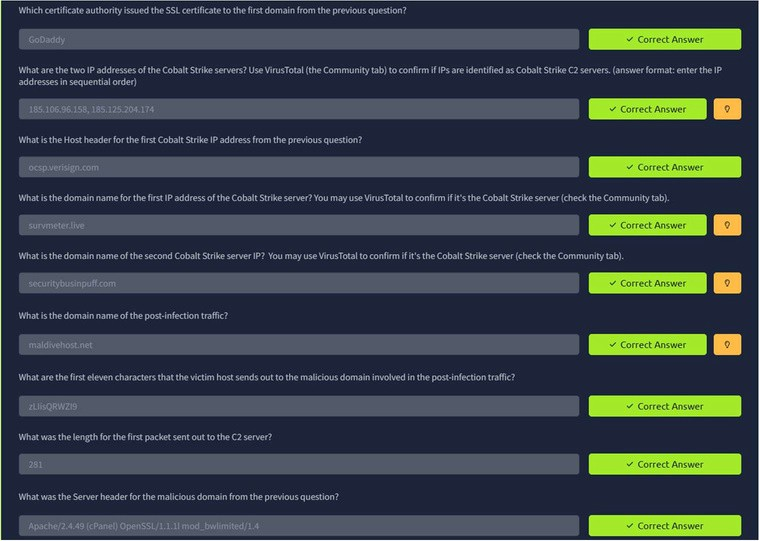 Which certificate authority issued the SSL certificate to the first domain from the previous question?
GoDaddy
✓ Correct Answer
What are the two IP addresses of the Cobalt Strike servers? Use VirusTotal (the Community tab) to confirm if IPs are identified as Cobalt Strike C2 servers. (answer format: enter the IP
addresses in sequential order)
185.106.96.158, 185.125.204.174
✓ Correct Answer
What is the Host header for the first Cobalt Strike IP address from the previous question?
ocsp.verisign.com
✓ Correct Answer
What is the domain name for the first IP address of the Cobalt Strike server? You may use VirusTotal to confirm if it's the Cobalt Strike server (check the Community tab).
survmeter.live
✓ Correct Answer
What is the domain name of the second Cobalt Strike server IP?  You may use VirusTotal to confirm if it's the Cobalt Strike server (check the Community tab).
securitybusinpuff.com
✓ Correct Answer
What is the domain name of the post-infection traffic?
maldivehost.net
✓ Correct Answer
What are the first eleven characters that the victim host sends out to the malicious domain involved in the post-infection traffic?
zLIisQRWZI9
✓ Correct Answer
What was the length for the first packet sent out to the C2 server?
281
✓ Correct Answer
What was the Server header for the malicious domain from the previous question?
Apache/2.4.49 (cPanel) OpenSSL/1.1.1l mod_bwlimited/1.4
✓ Correct Answer